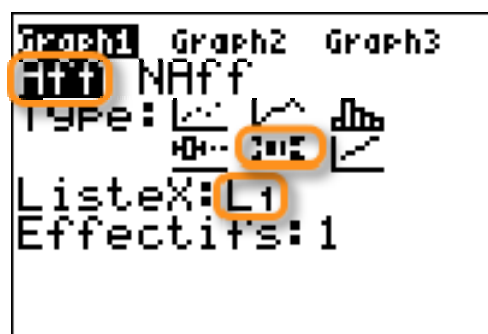 Graph1 Graph2 Graph3
Aff NAff
Type:
ListeX:L1
Effectifs:1